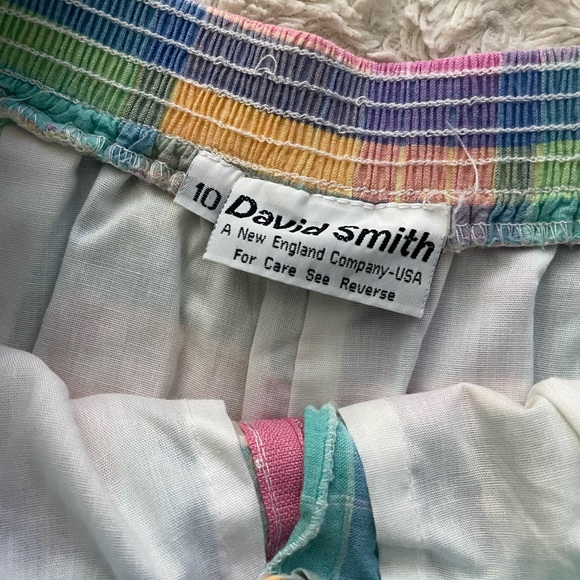 10
David Smith
A New England Company-USA
For Care See Reverse